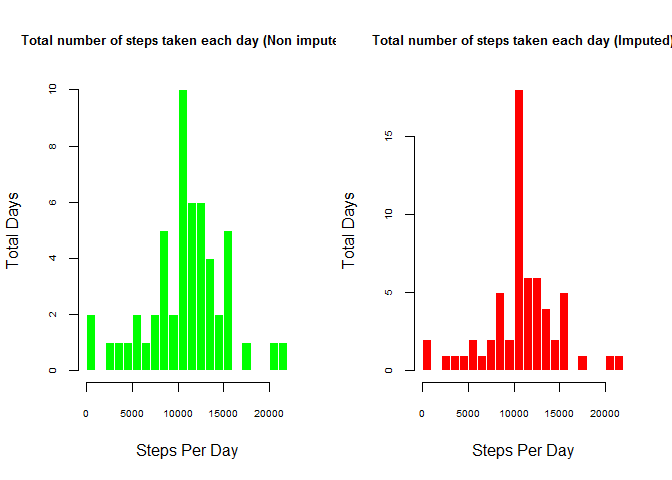 Total number of steps taken each day (Non impute
10
8
6
4
2
0
Total Days
0 5000 10000 15000 20000
Steps Per Day
Total number of steps taken each day (Imputed)
15
10
5
0
Total Days
0 5000 10000 15000 20000
Steps Per Day